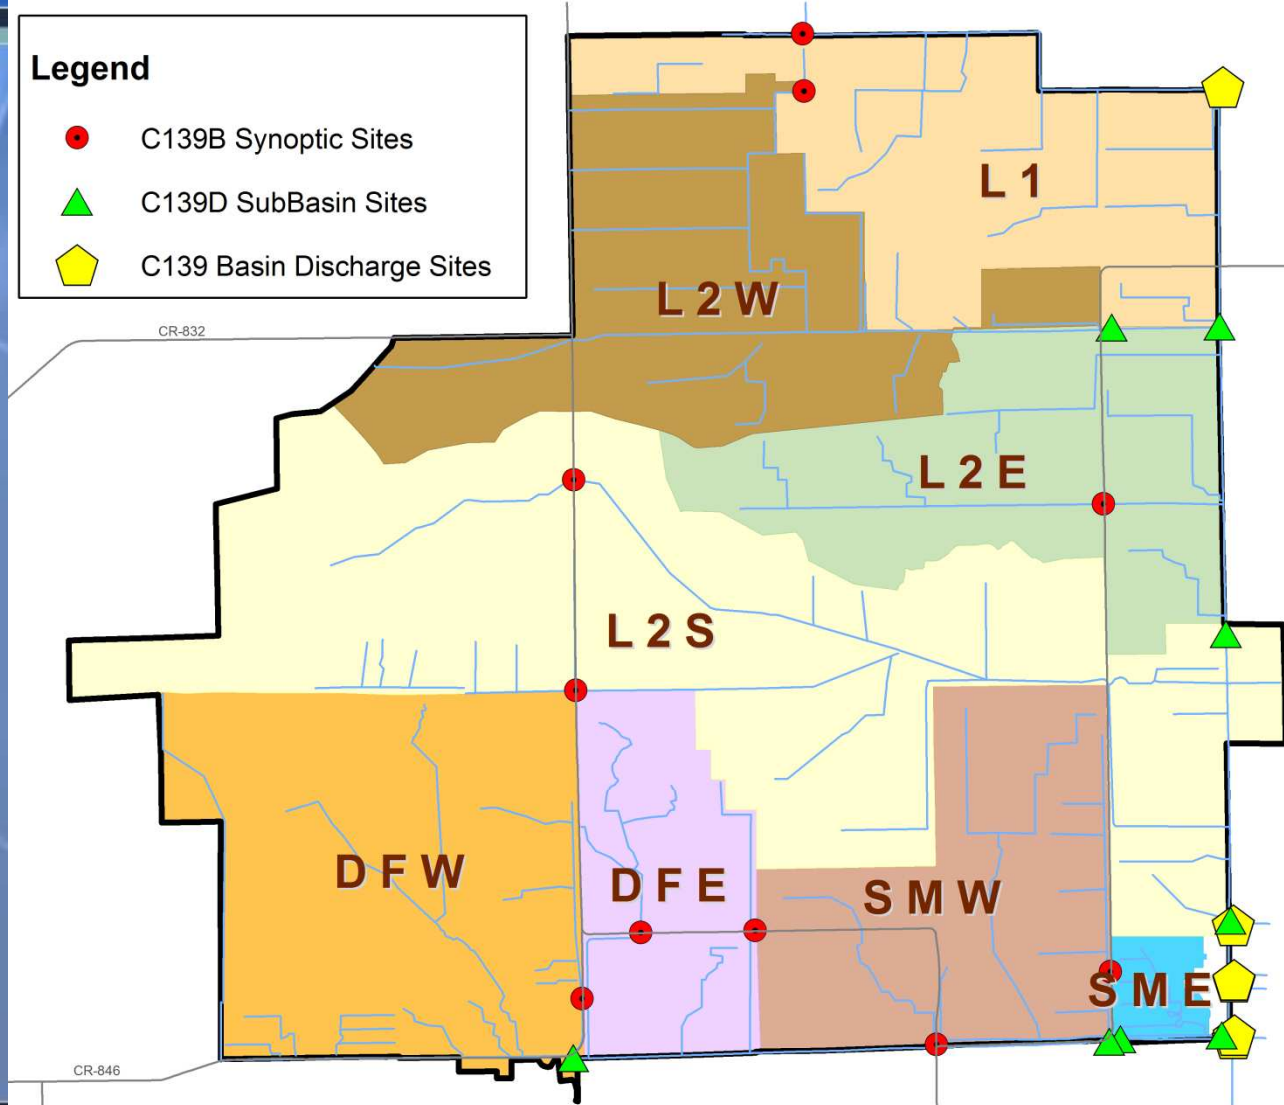 Legend
C139B Synoptic Sites
C139D SubBasin Sites
C139 Basin Discharge Sites
L 1
L 2 W
CR-832
L 2 E
L 2 S
D F W
D F E
S M W
S M E
CR-846